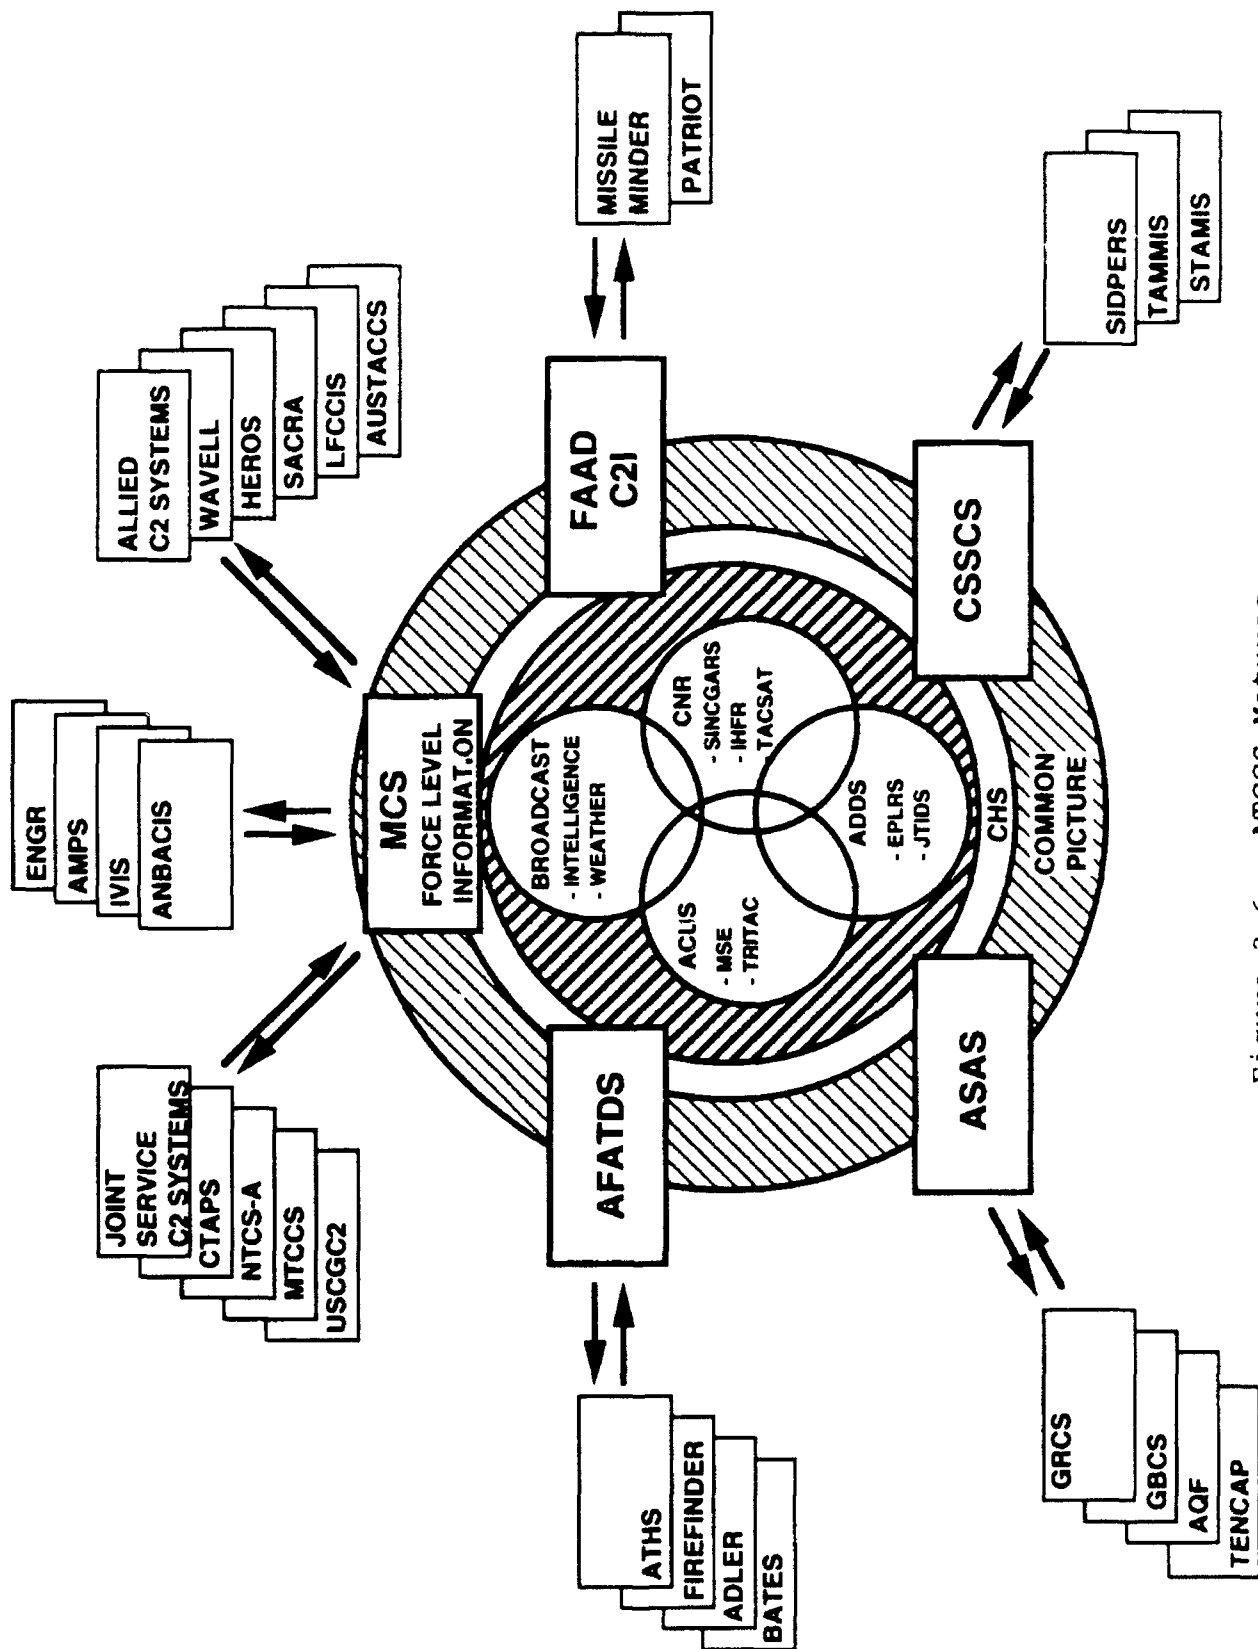 ENGR
AMPS
IVIS
ANBACIS
JOINT
SERVICE
C2 SYSTEMS
CTAPS
NTCS-A
MTCCS
USCGC2
ALLIED
C2 SYSTEMS
WAVELL
HEROS
SACRA
LFCCIS
AUSTACCS
MCS
FORCE LEVEL
INFORMAT.ON
ATHS
FIREFINDER
ADLER
BATES
AFATDS
FAAD
C2I
MISSILE
MINDER
PATRIOT
BROADCAST
- INTELLIGENCE
- WEATHER
ACUS
- MSE
- TRITAC
CNR
- SINCGARS
- IHFR
- TACSAT
ADDS
- EPLRS
- JTIDS
CHS
COMMON
PICTURE
ASAS
CSSCS
GRCS
GBCS
AQF
TENCAP
SIDPERS
TAMMIS
STAMIS